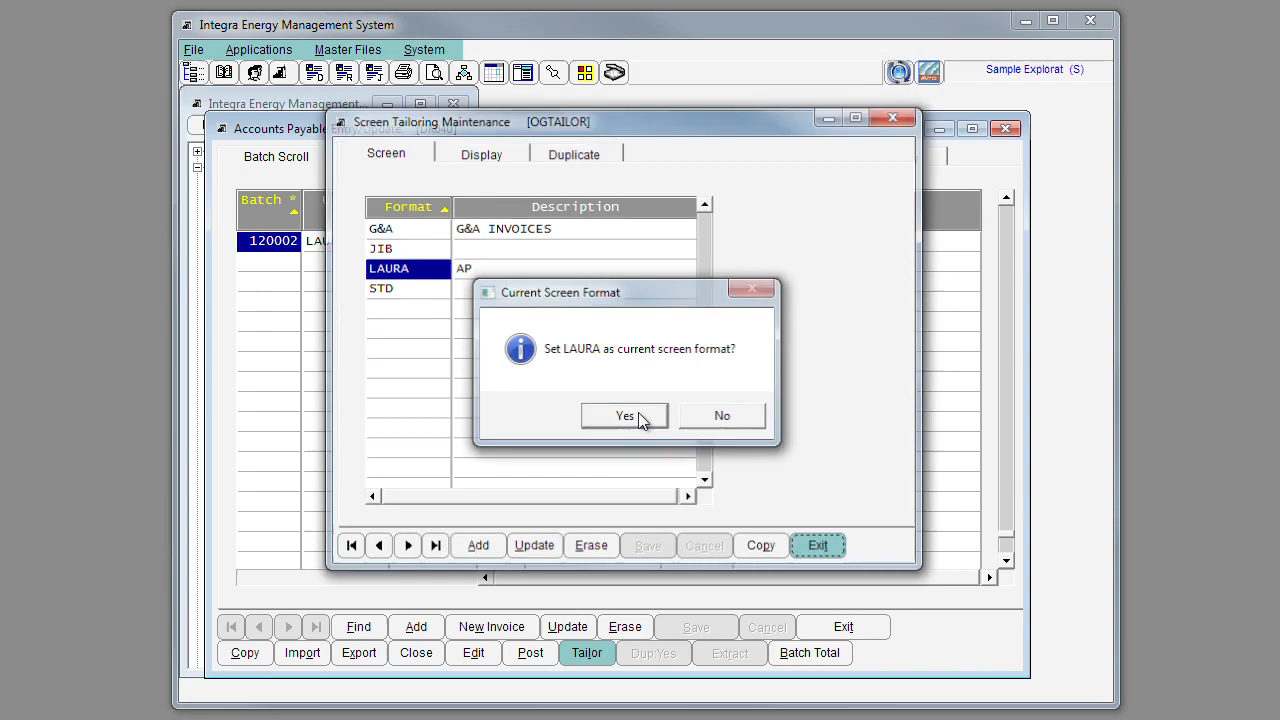 Integra Energy Management System
File Applications Master Files System
Sample Explorat (S)
Integra Energy Management...
Accounts Payable Entry/Update
Screen Tailoring Maintenance [OGTAILOR]
Batch Scroll
Screen Display Duplicate
Batch *
Format Description
G&A G&A INVOICES
120002 LAU
JIB
LAURA AP
STD
Current Screen Format
Set LAURA as current screen format?
Yes No
Add Update Erase Save Cancel Copy Exit
Find Add New Invoice Update Erase Save Cancel Exit
Copy Import Export Close Edit Post Tailor Dup:Yes Extract Batch Total